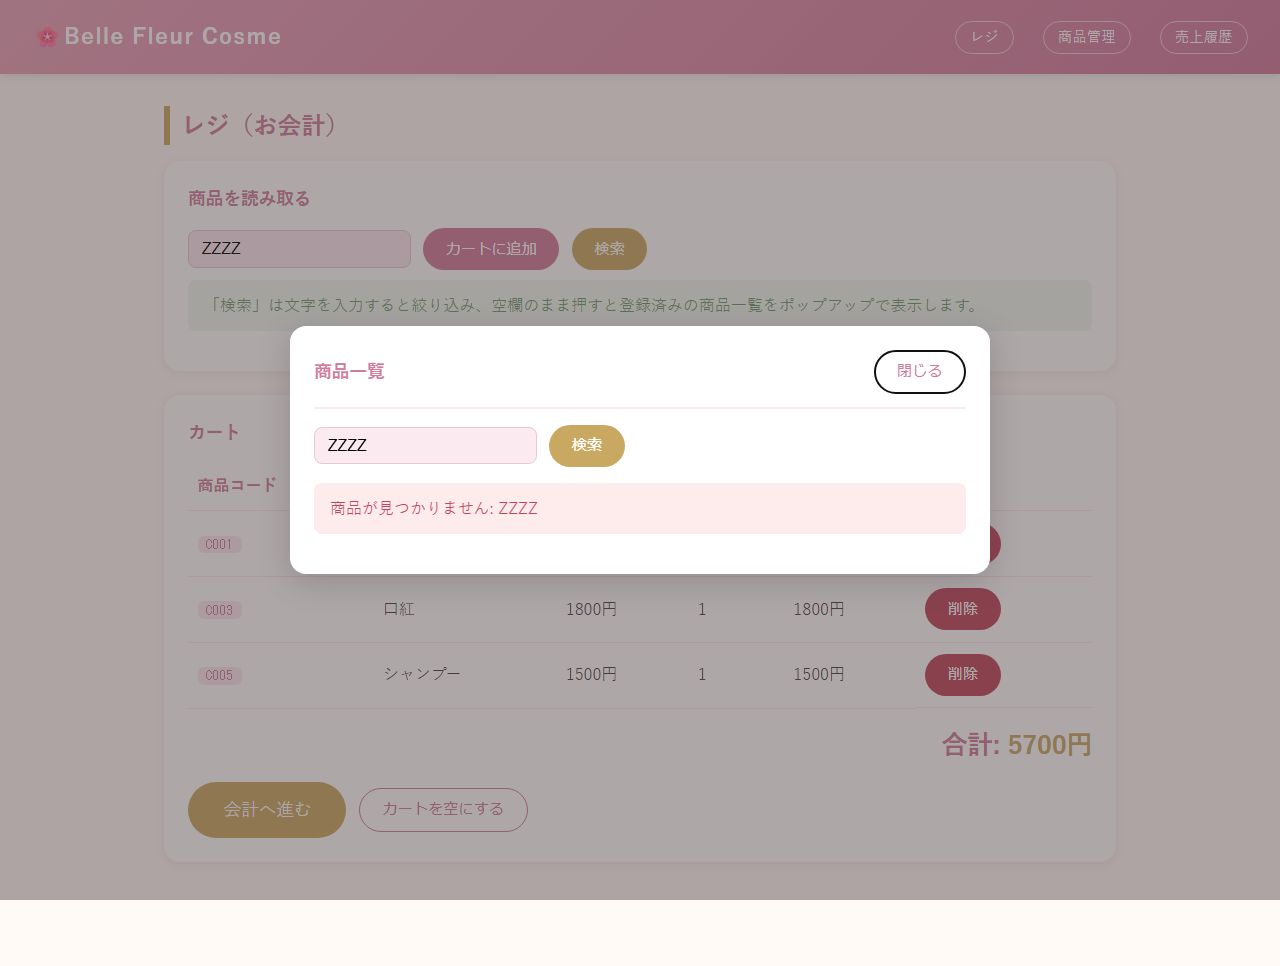 Belle Fleur Cosme
レジ
商品管理
売上履歴
レジ（お会計）
商品を読み取る
ZZZZ
カートに追加
検索
「検索」は文字を入力すると絞り込み、空欄のまま押すと登録済みの商品一覧をポップアップで表示します。
商品一覧
閉じる
ZZZZ
検索
商品が見つかりません: ZZZZ
カート
商品コード
C001
C003 口紅 1800円 1 1800円 削除
C005 シャンプー 1500円 1 1500円 削除
合計: 5700円
会計へ進む
カートを空にする